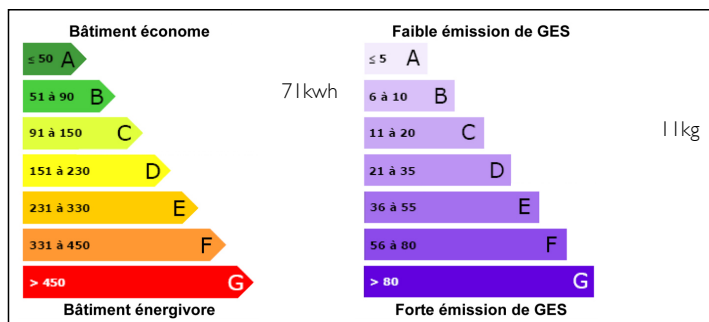 Bâtiment économe
≤ 50 A
51 à 90 B
91 à 150 C
151 à 230 D
231 à 330 E
331 à 450 F
> 450 G
Bâtiment énergivore
71kwh
Faible émission de GES
≤ 5 A
6 à 10 B
11 à 20 C
21 à 35 D
36 à 55 E
56 à 80 F
> 80 G
Forte émission de GES
11kg